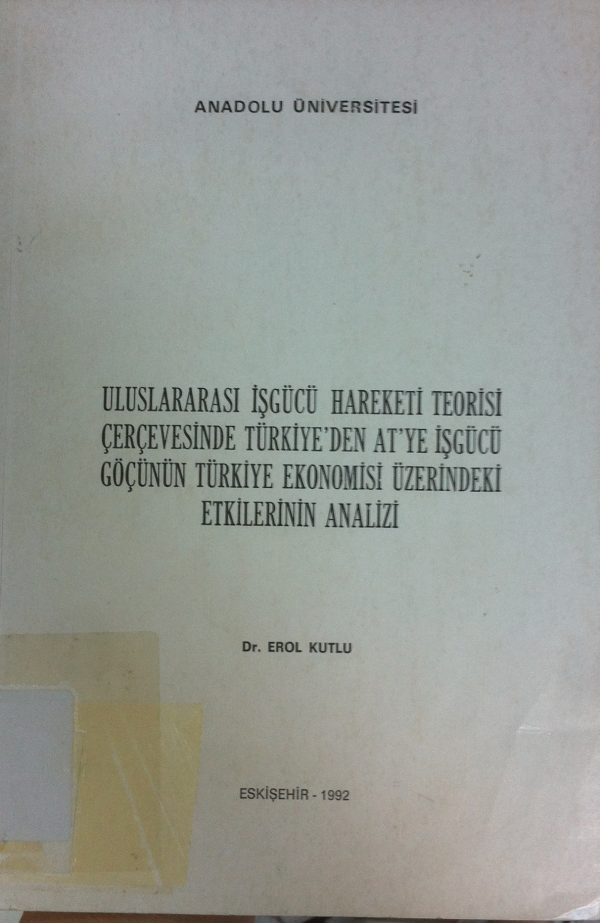 ANADOLU ÜNİVERSİTESİ
ULUSLARARASI İŞGÜCÜ HAREKETİ TEORİSİ
ÇERÇEVESİNDE TÜRKİYE'DEN AT'YE İŞGÜCÜ
GÖÇÜNÜN TÜRKİYE EKONOMİSİ ÜZERİNDEKİ
ETKİLERİNİN ANALİZİ
Dr. EROL KUTLU
ESKİŞEHİR - 1992